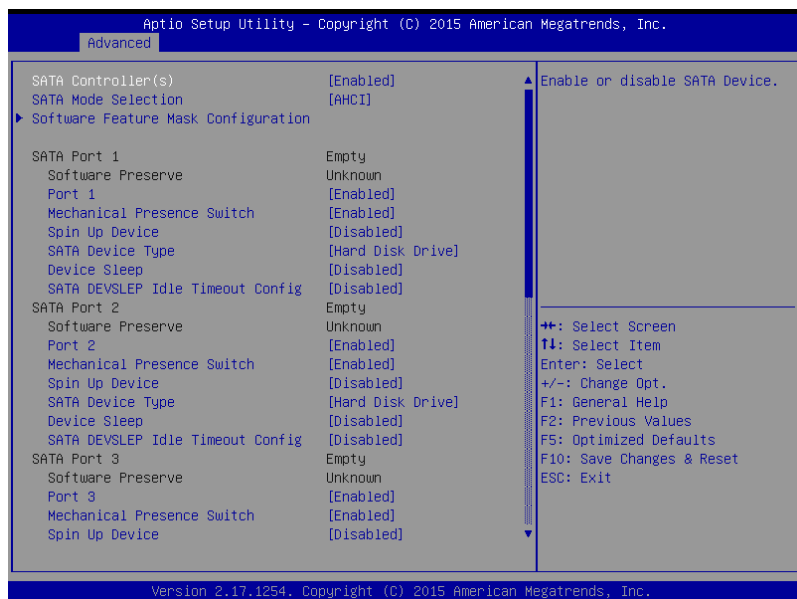 Aptio Setup Utility – Copyright (C) 2015 American Megatrends, Inc.
Advanced
SATA Controller(s) [Enabled]
SATA Mode Selection [AHCI]
Software Feature Mask Configuration
SATA Port 1 Empty
Software Preserve Unknown
Port 1 [Enabled]
Mechanical Presence Switch [Enabled]
Spin Up Device [Disabled]
SATA Device Type [Hard Disk Drive]
Device Sleep [Disabled]
SATA DEVSLEP Idle Timeout Config [Disabled]
SATA Port 2 Empty
Software Preserve Unknown
Port 2 [Enabled]
Mechanical Presence Switch [Enabled]
Spin Up Device [Disabled]
SATA Device Type [Hard Disk Drive]
Device Sleep [Disabled]
SATA DEVSLEP Idle Timeout Config [Disabled]
SATA Port 3 Empty
Software Preserve Unknown
Port 3 [Enabled]
Mechanical Presence Switch [Enabled]
Spin Up Device [Disabled]
Enable or disable SATA Device.
→←: Select Screen
↑↓: Select Item
Enter: Select
+/-: Change Opt.
F1: General Help
F2: Previous Values
F5: Optimized Defaults
F10: Save Changes & Reset
ESC: Exit
Version 2.17.1254. Copyright (C) 2015 American Megatrends, Inc.